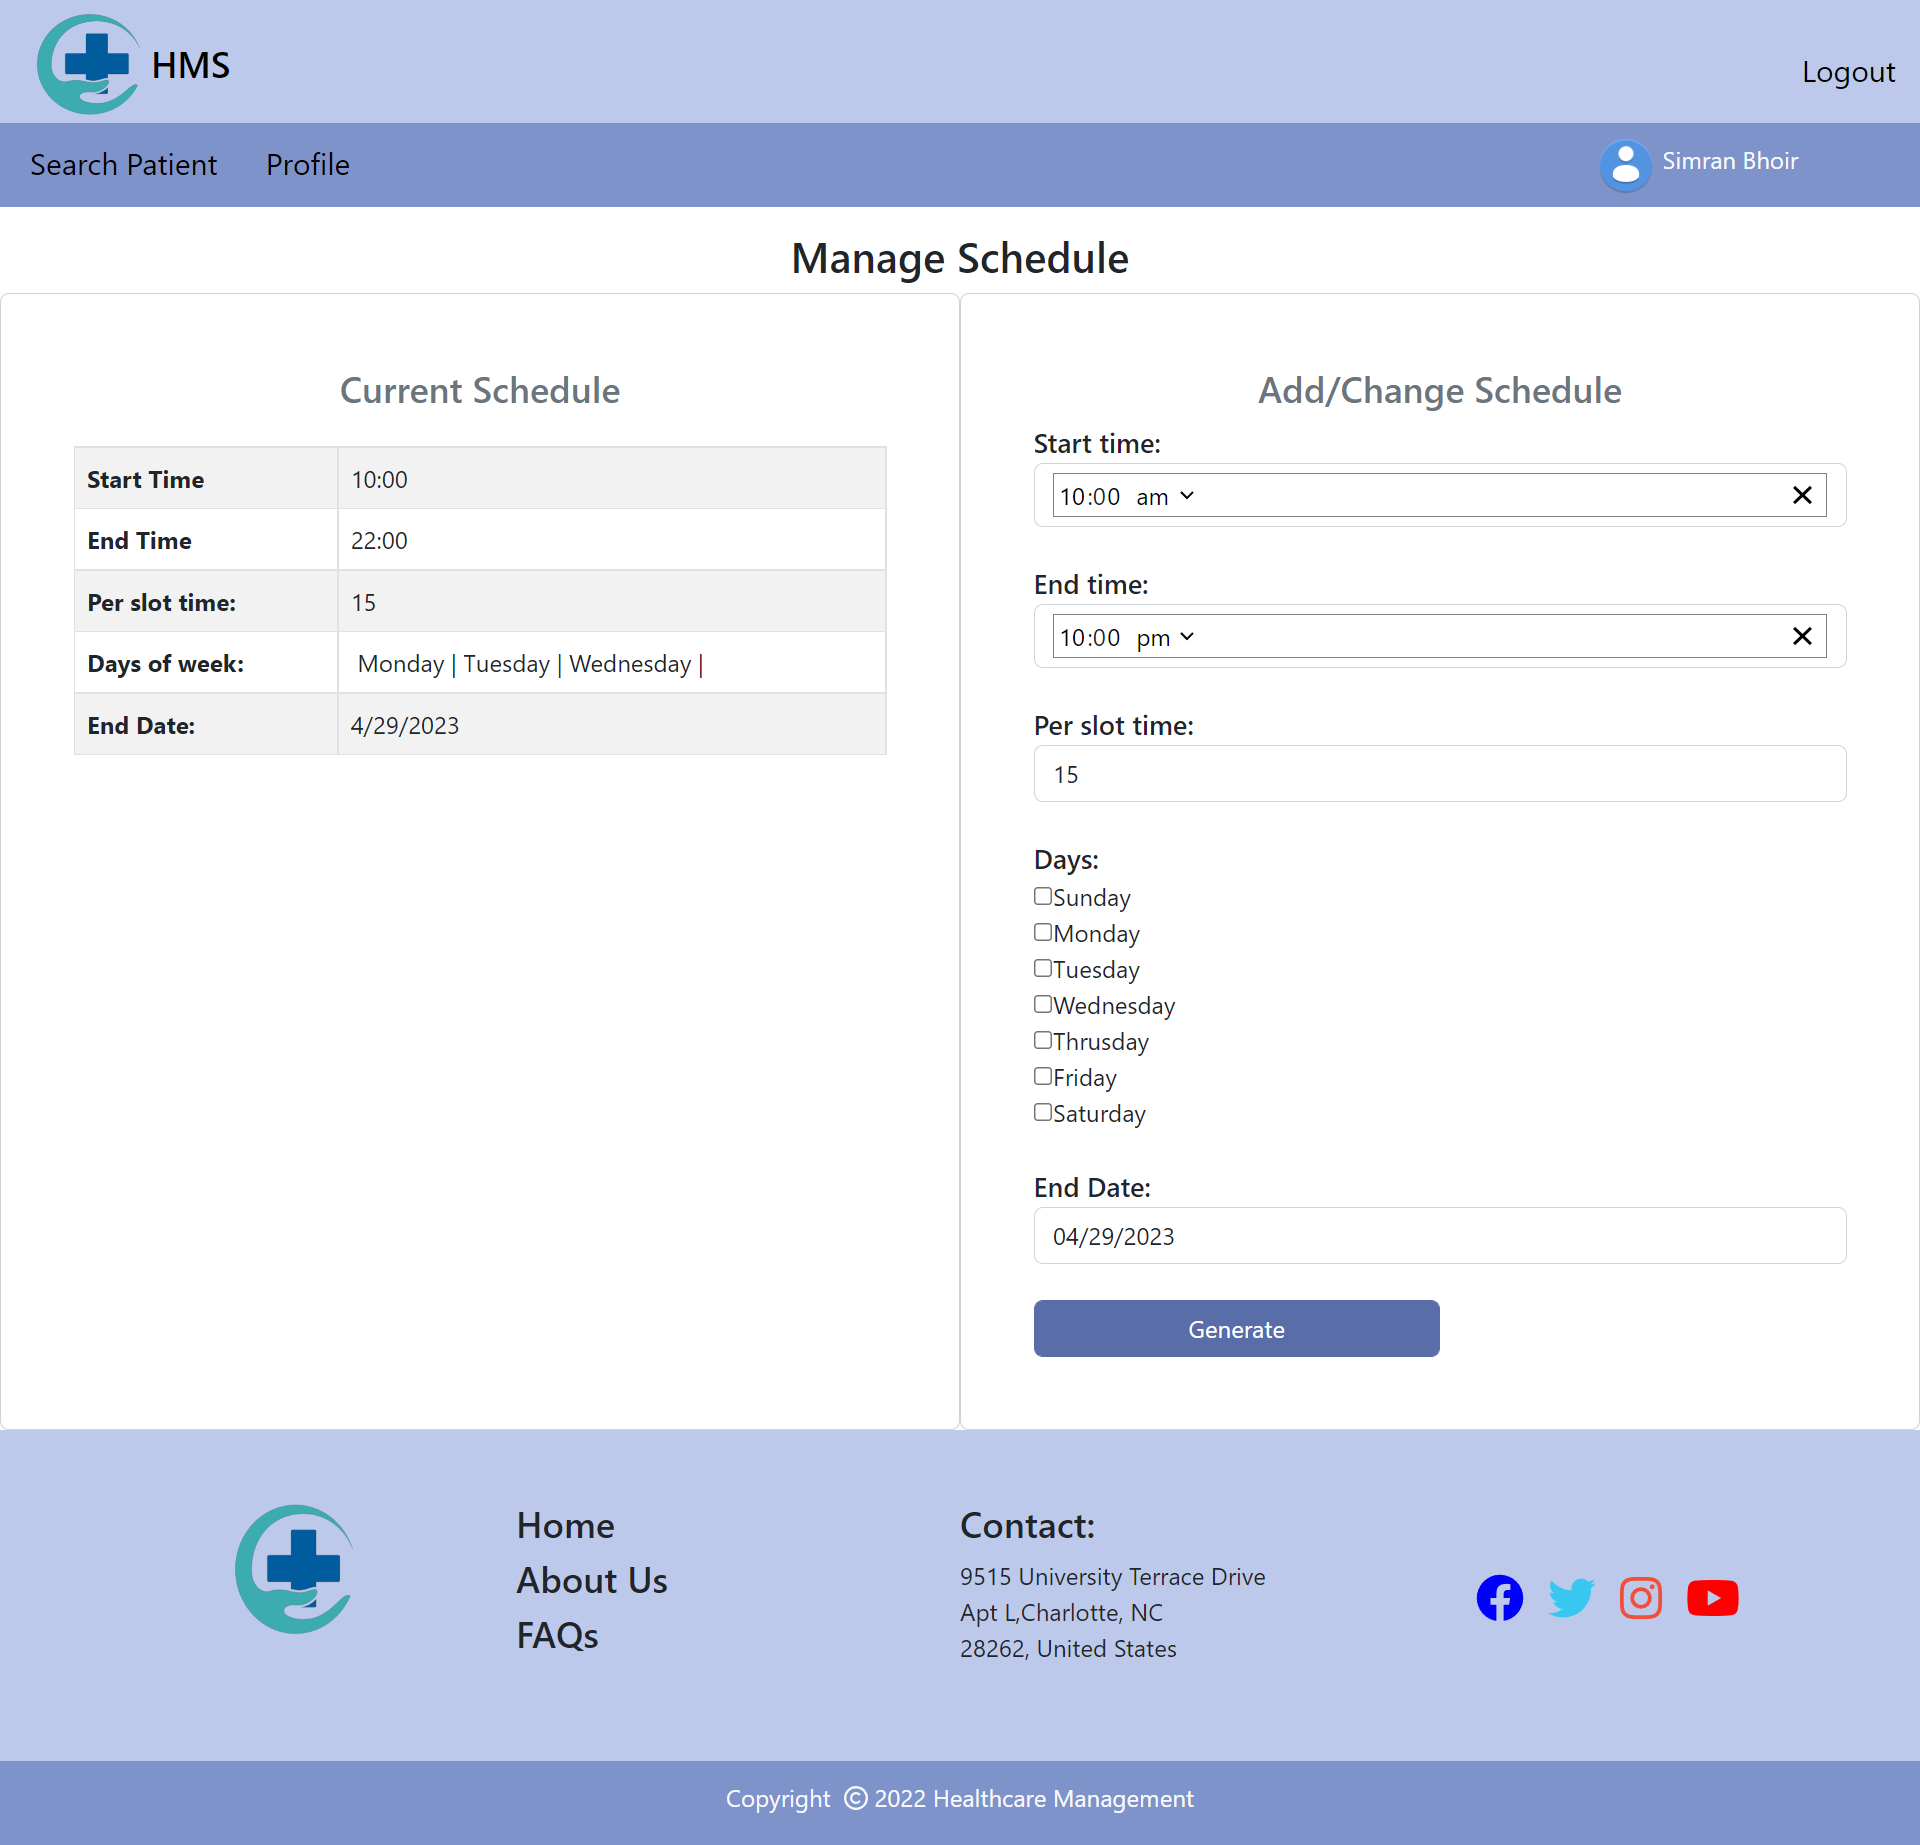 HMS
Logout
Search Patient Profile
Simran Bhoir
Manage Schedule
Current Schedule
Start Time 10:00
End Time 22:00
Per slot time: 15
Days of week: Monday | Tuesday | Wednesday |
End Date: 4/29/2023
Add/Change Schedule
Start time:
10:00 am
End time:
10:00 pm
Per slot time:
15
Days:
Sunday
Monday
Tuesday
Wednesday
Thrusday
Friday
Saturday
End Date:
04/29/2023
Generate
Home
About Us
FAQs
Contact:
9515 University Terrace Drive
Apt L,Charlotte, NC
28262, United States
Copyright © 2022 Healthcare Management